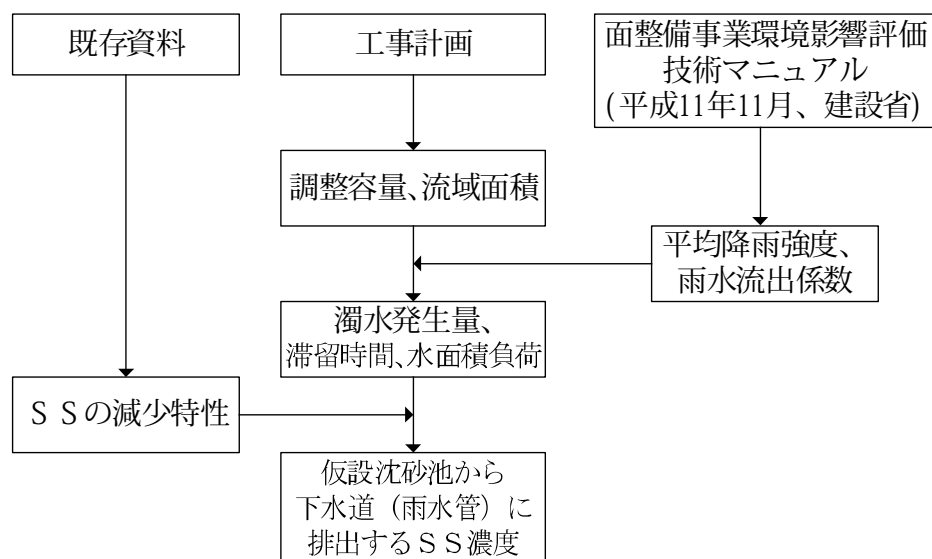 既存資料
工事計画
面整備事業環境影響評価
技術マニュアル
(平成11年11月、建設省)
調整容量、流域面積
平均降雨強度、
雨水流出係数
濁水発生量、
滞留時間、水面積負荷
ＳＳの減少特性
仮設沈砂池から
下水道（雨水管）に
排出するＳＳ濃度